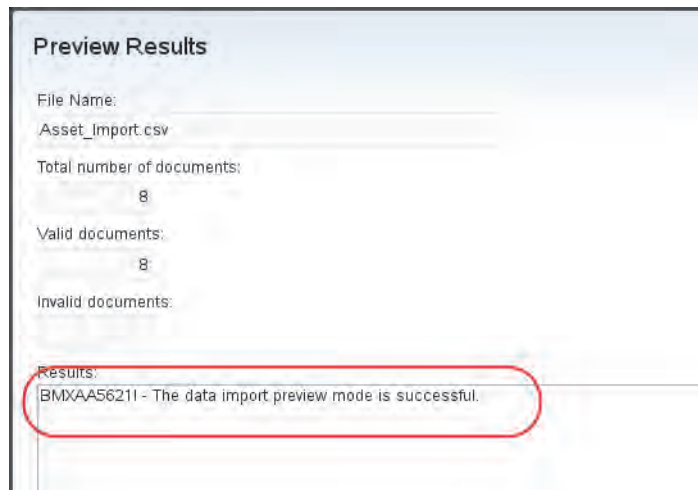 Preview Results
File Name:
Asset_Import.csv
Total number of documents:
8
Valid documents:
8
Invalid documents:
Results:
BMXAA5621I - The data import preview mode is successful.